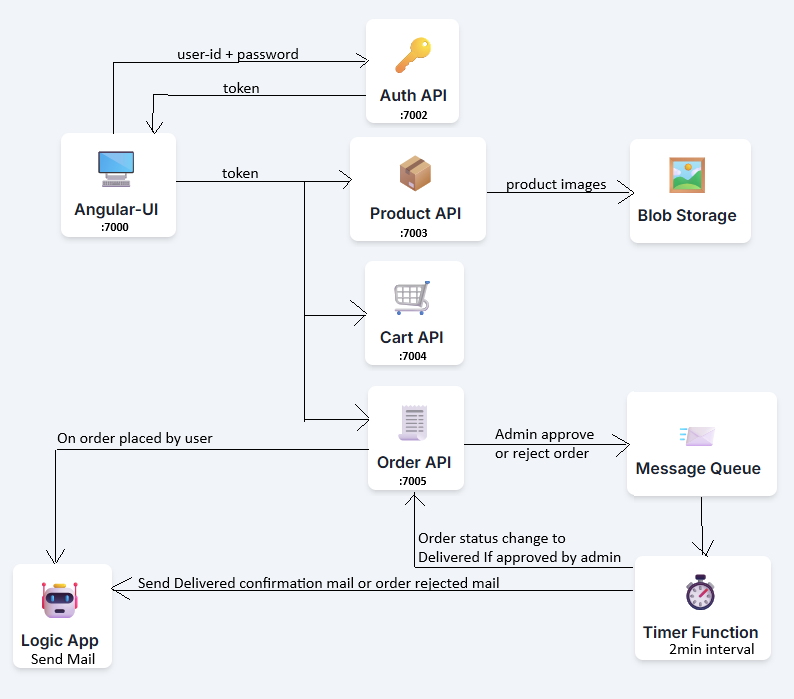 user-id + password
token
Auth API
:7002
Angular-UI
:7000
token
Product API
:7003
product images
Blob Storage
Cart API
:7004
On order placed by user
Order API
:7005
Admin approve
or reject order
Message Queue
Order status change to
Delivered If approved by admin
Send Delivered confirmation mail or order rejected mail
Logic App
Send Mail
Timer Function
2min interval